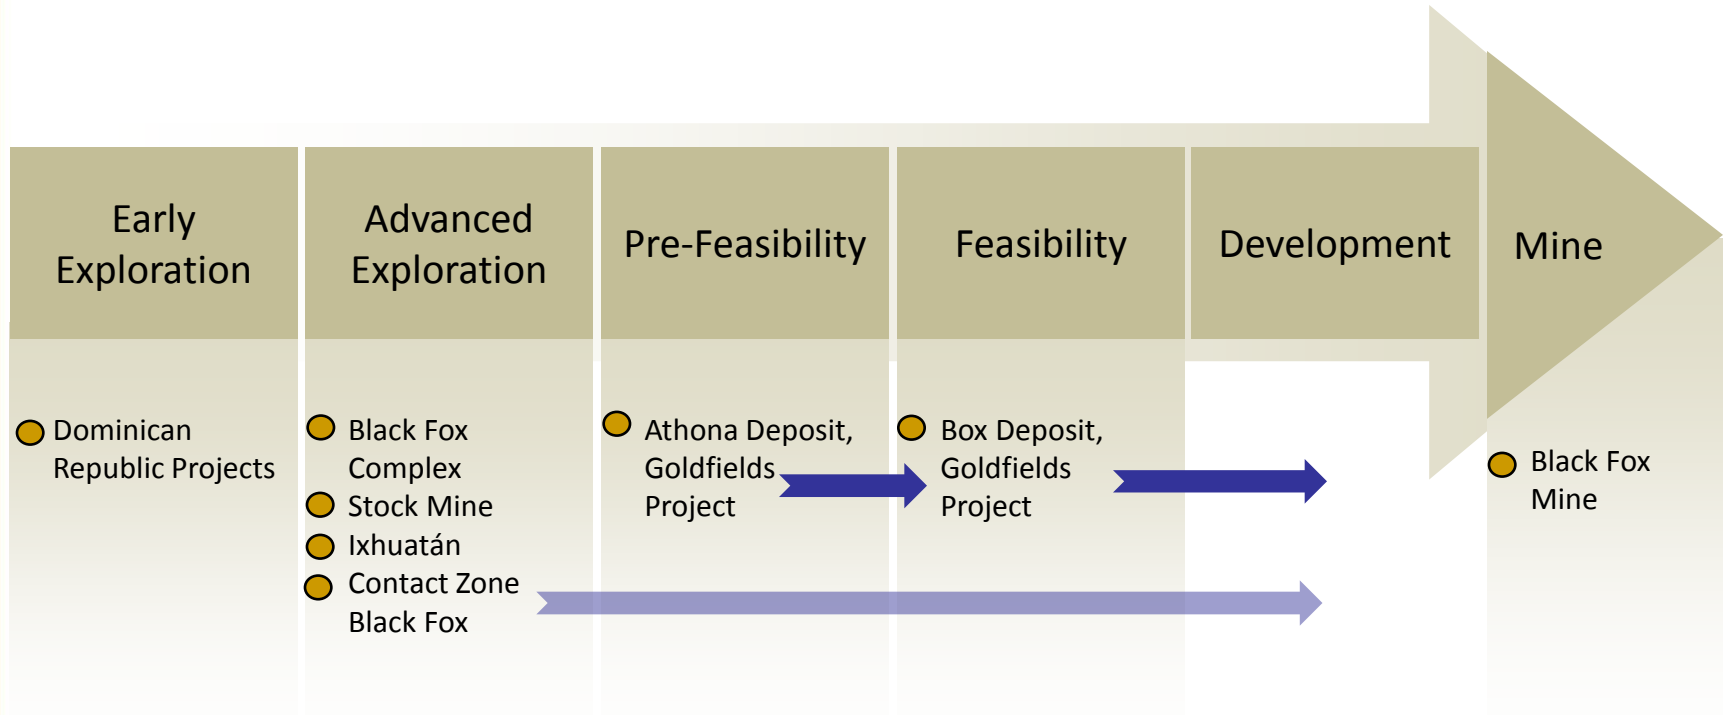 Early
Exploration
Advanced
Exploration
Pre-Feasibility
Feasibility
Development
Mine
Dominican
Republic Projects
Black Fox
Complex
Stock Mine
Ixhuatán
Contact Zone
Black Fox
Athona Deposit,
Goldfields
Project
Box Deposit,
Goldfields
Project
Black Fox
Mine